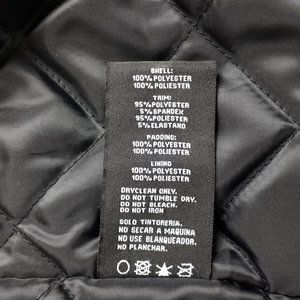 SHELL:
100% POLYESTER
100% POLIESTER
TRIM:
95% POLYESTER
5% SPANDEX
95% POLIESTER
5% ELASTANO
PADDING:
100% POLYESTER
100% POLIESTER
LINING
100% POLYESTER
100% POLIESTER
DRYCLEAN ONLY.
DO NOT TUMBLE DRY.
DO NOT BLEACH.
DO NOT IRON
SOLO TINTORERIA.
NO SECAR A MAQUINA
NO USE BLANQUEADOR.
NO PLANCHAR.